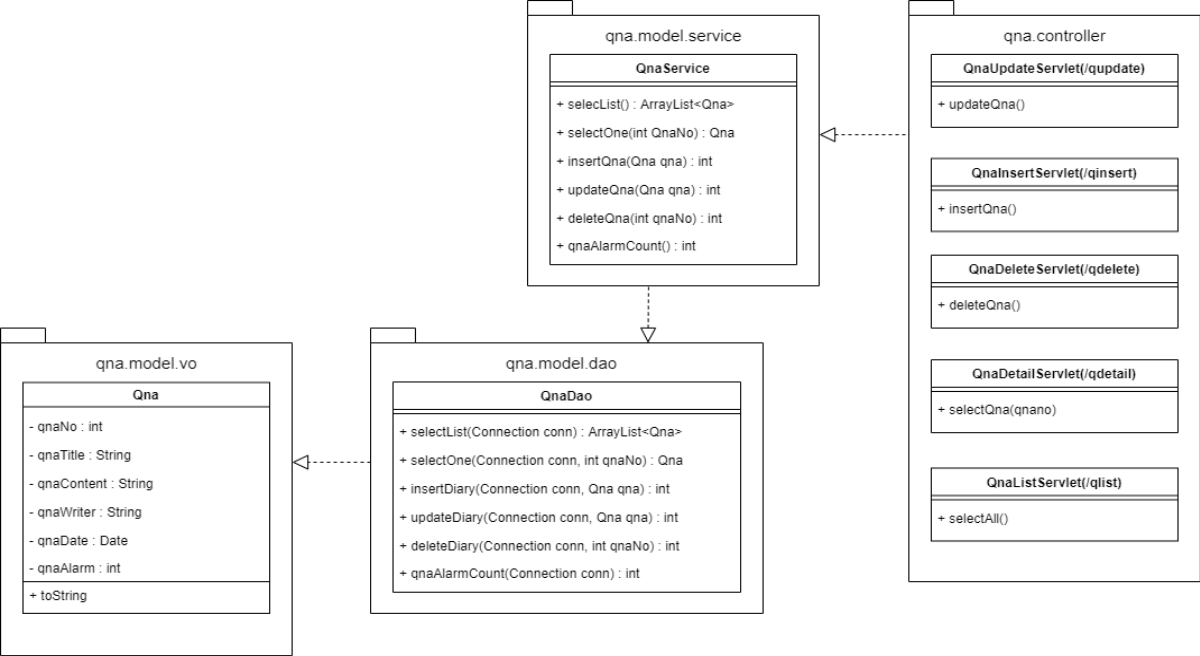 qna.model.service
QnaService
+ selecList() : ArrayList<Qna>
+ selectOne(int QnaNo) : Qna
+ insertQna(Qna qna) : int
+ updateQna(Qna qna) : int
+ deleteQna(int qnaNo) : int
+ qnaAlarmCount() : int
qna.controller
QnaUpdateServlet(/qupdate)
+ updateQna()
QnaInsertServlet(/qinsert)
+ insertQna()
QnaDeleteServlet(/qdelete)
+ deleteQna()
QnaDetailServlet(/qdetail)
+ selectQna(qnano)
QnaListServlet(/qlist)
+ selectAll()
qna.model.vo
Qna
- qnaNo : int
- qnaTitle : String
- qnaContent : String
- qnaWriter : String
- qnaDate : Date
- qnaAlarm : int
+ toString
qna.model.dao
QnaDao
+ selectList(Connection conn) : ArrayList<Qna>
+ selectOne(Connection conn, int qnaNo) : Qna
+ insertDiary(Connection conn, Qna qna) : int
+ updateDiary(Connection conn, Qna qna) : int
+ deleteDiary(Connection conn, int qnaNo) : int
+ qnaAlarmCount(Connection conn) : int